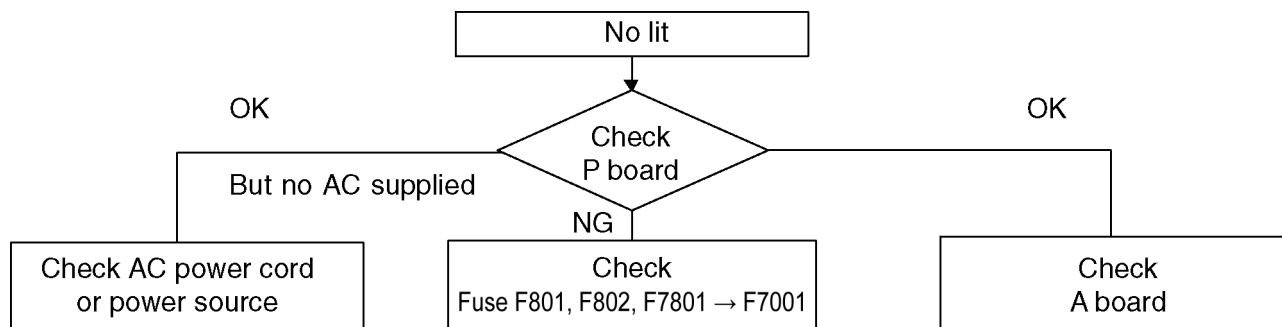 No lit
OK
OK
Check
P board
But no AC supplied
NG
Check AC power cord
or power source
Check
Fuse F801, F802, F7801 → F7001
Check
A board